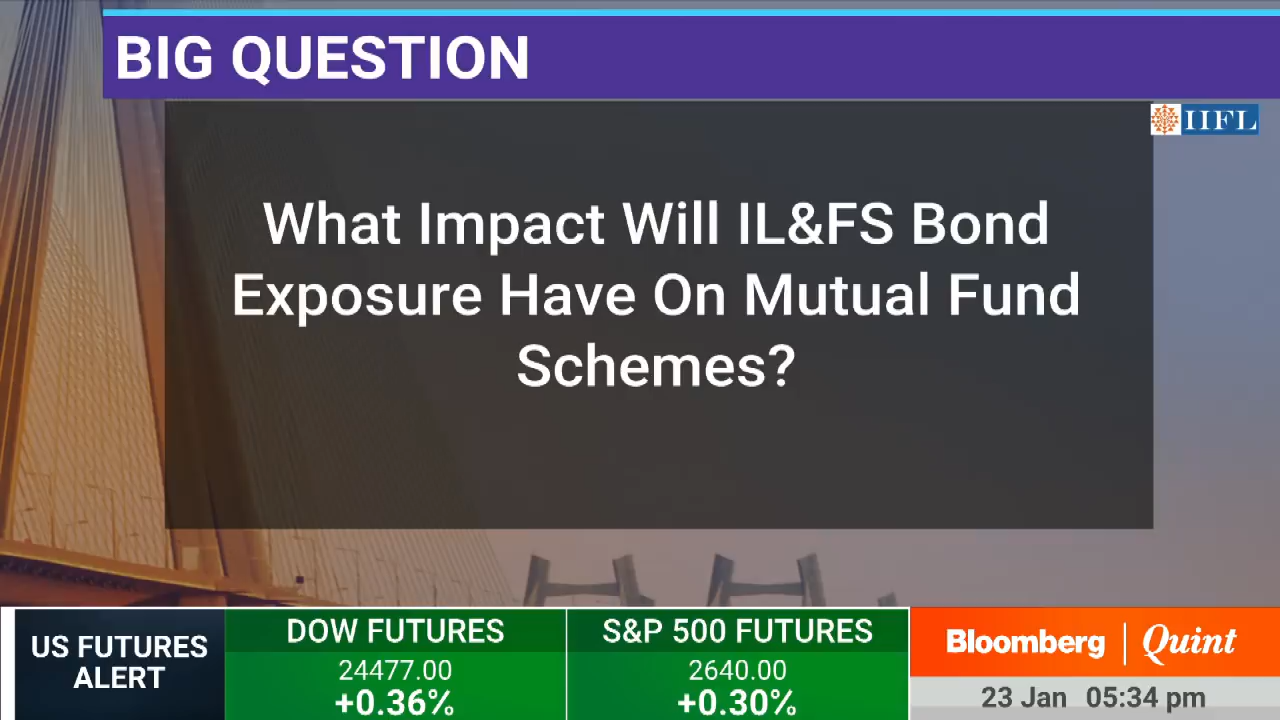 BIG QUESTION
IIFL
What Impact Will IL&FS Bond
Exposure Have On Mutual Fund
Schemes?
US FUTURES
ALERT
DOW FUTURES
24477.00
+0.36%
S&P 500 FUTURES
2640.00
+0.30%
Bloomberg | Quint
23 Jan 05:34 pm